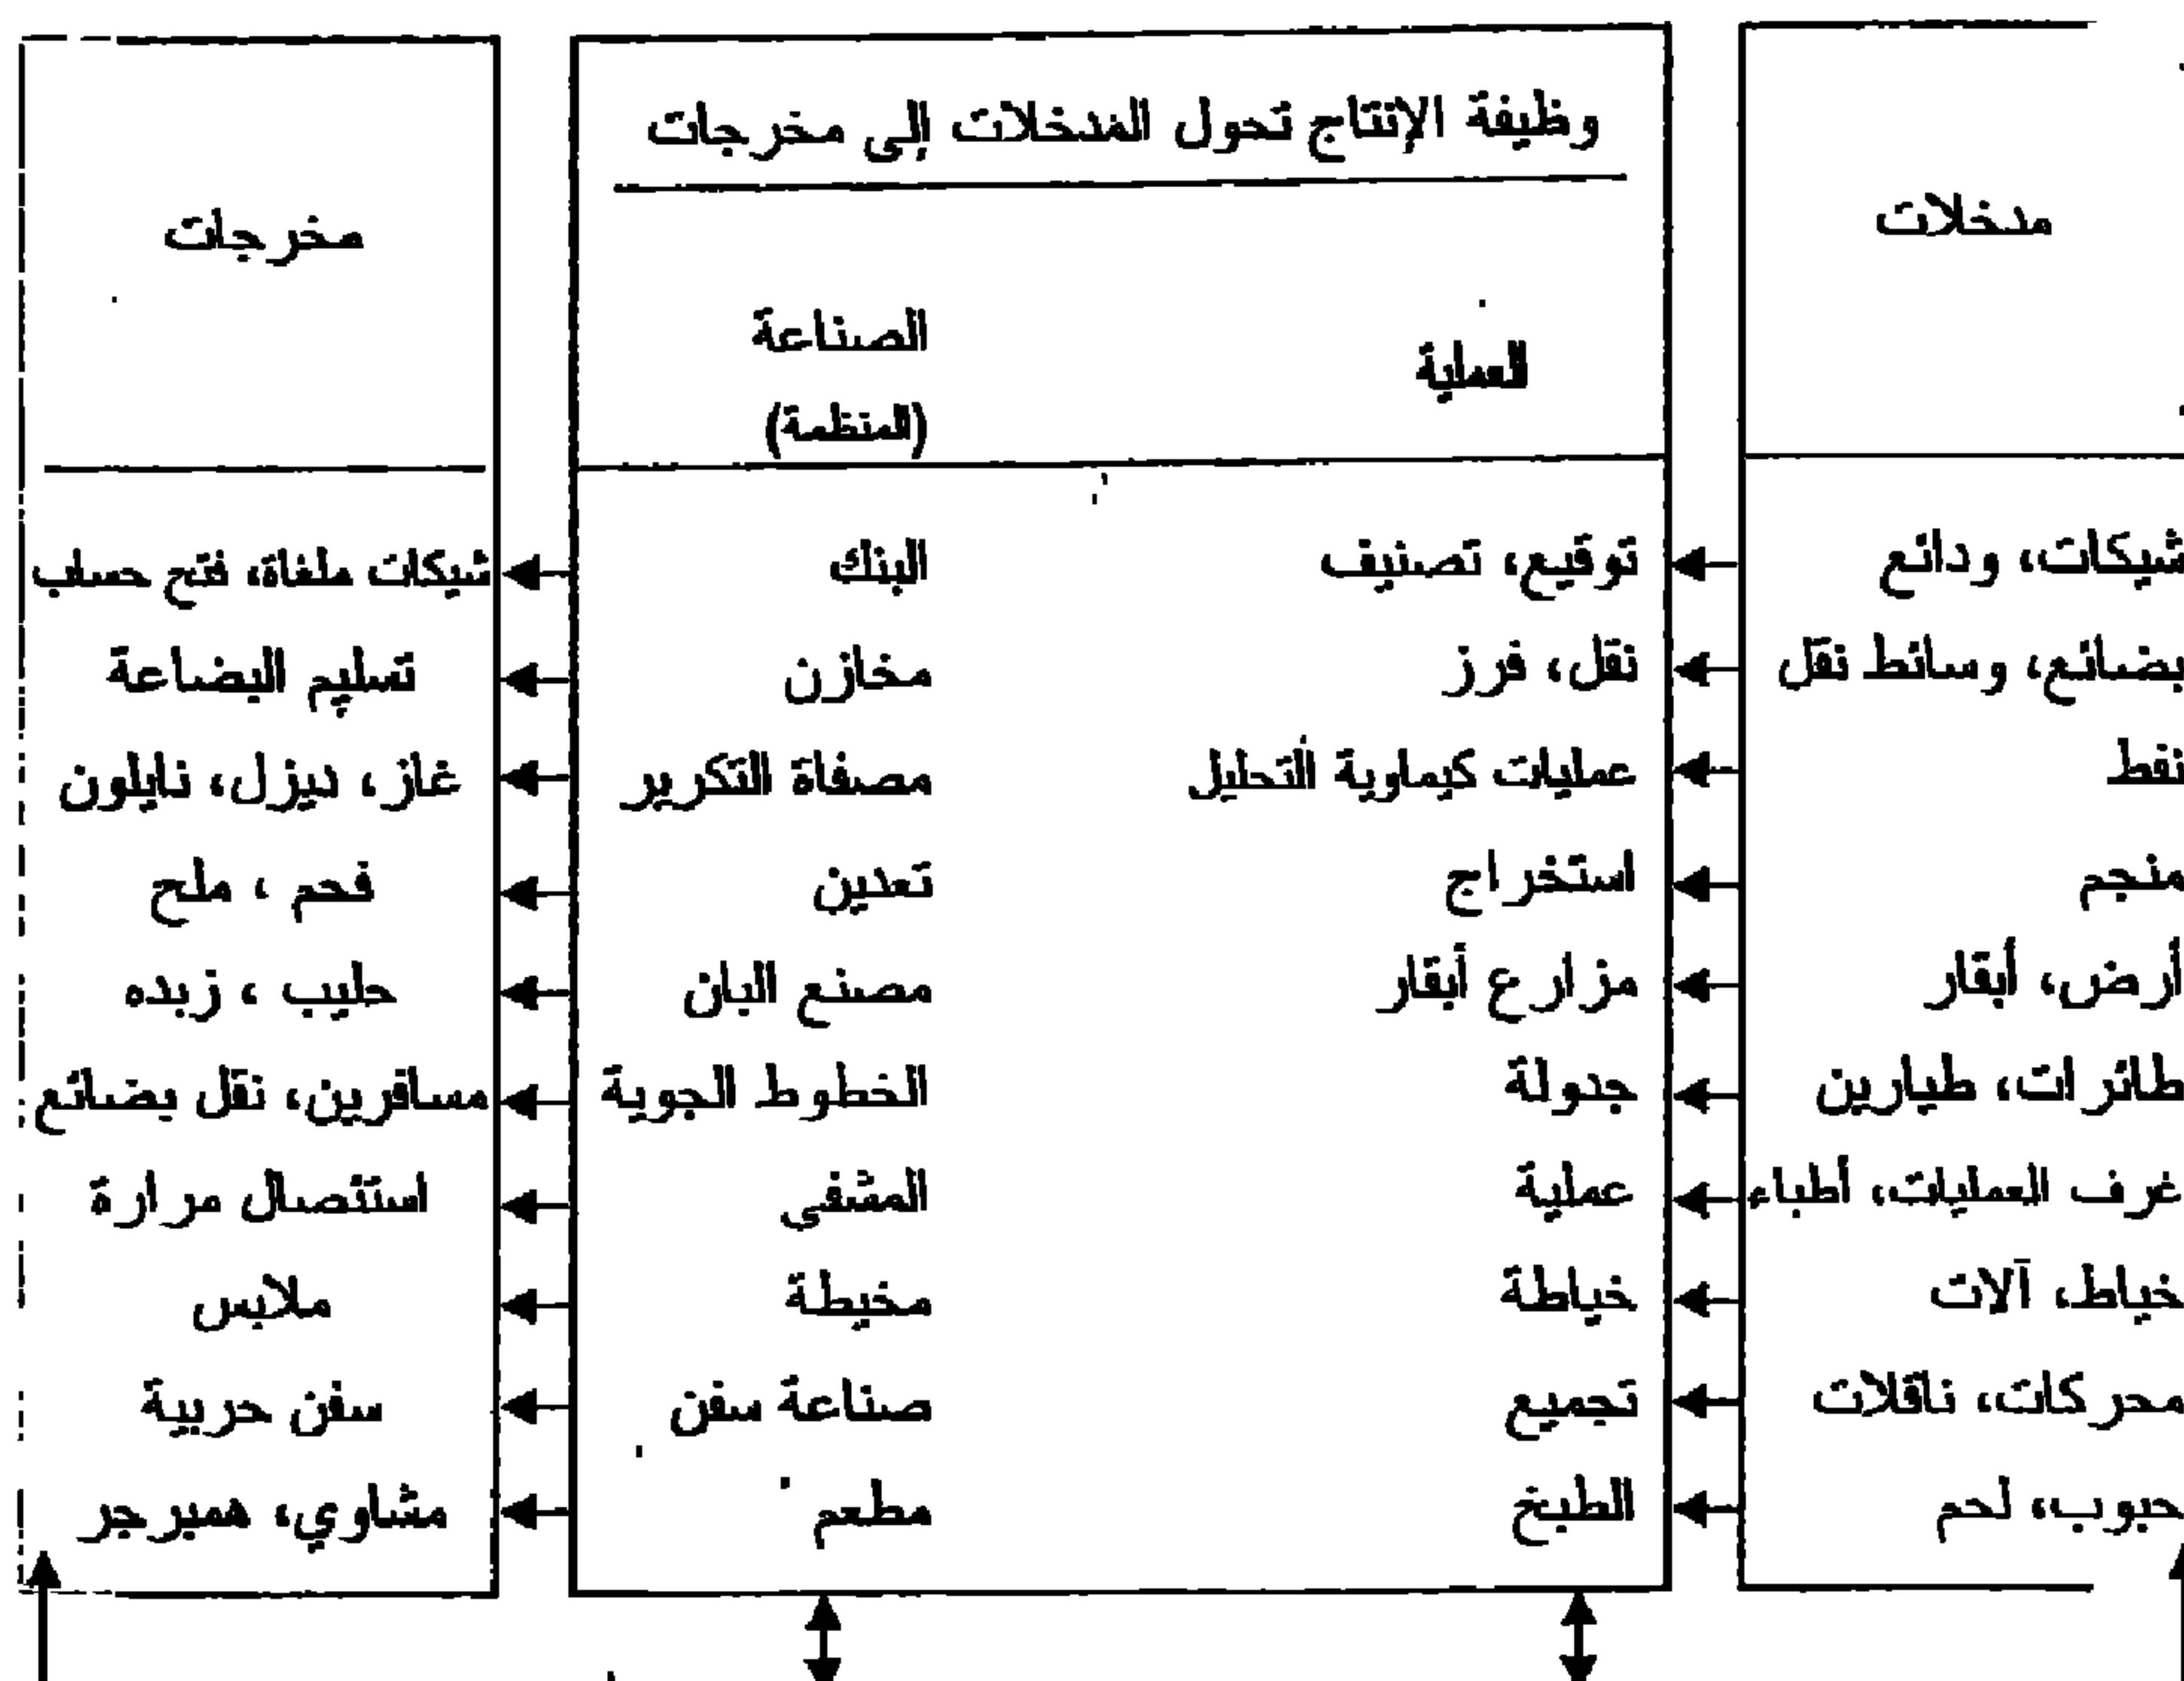 وظيفة الإنتاج تحول المدخلات إلى مخرجات
مدخلات
العملية
الصناعة
(المنظمة)
مخرجات
شيكات، ودائع توقيع، تصنيف البنك شيكات ملغاة، فتح حساب
بضائع، وسائط نقل نقل، فرز مخازن تسليم البضاعة
نفط عمليات كيماوية التحليل مصفاة التكرير غاز، ديزل، نايلون
منجم استخراج تعدين فحم ، ملح
أرض، أبقار مزارع أبقار مصنع البان حليب ، زبده
طائرات، طيارين جدولة الخطوط الجوية مسافرين، نقل بضائع
غرف العمليات، أطباء عملية المشفى استئصال مرارة
خياط، آلات خياطة مخيطة ملابس
محركات، ناقلات تجميع صناعة سفن سفن حربية
حبوب، لحم الطبخ مطعم مشاوي، همبرجر